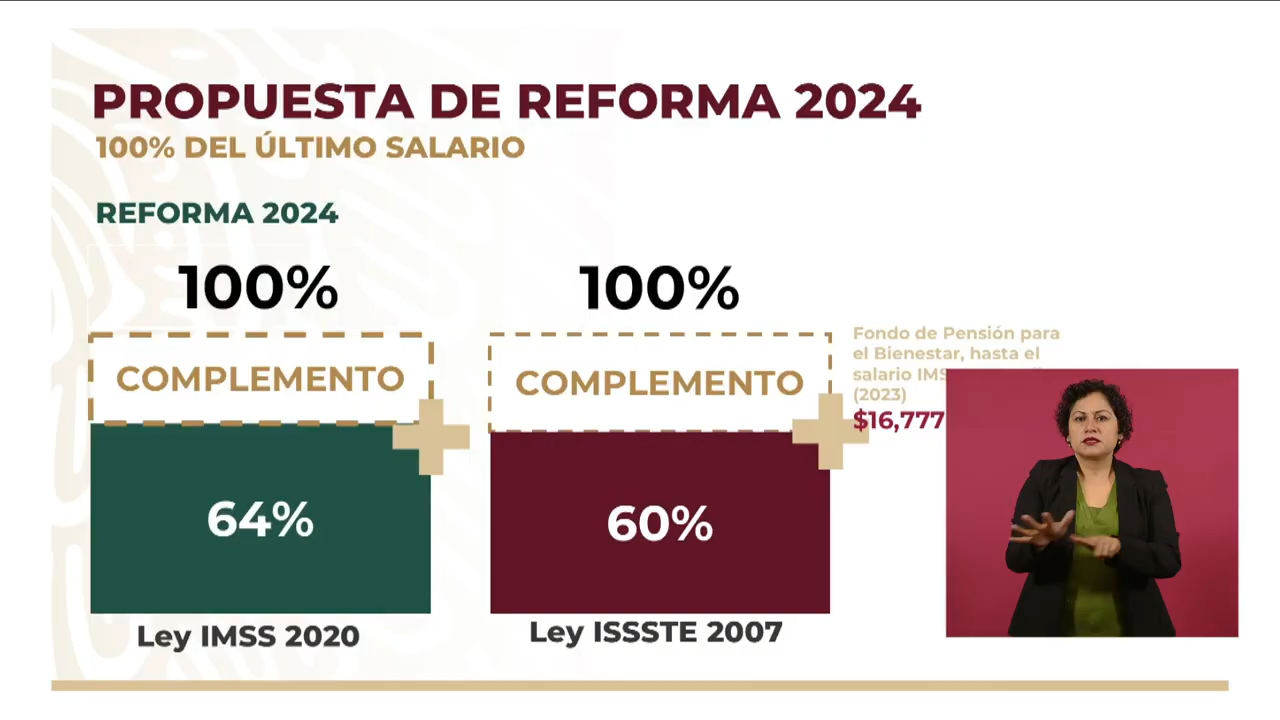 PROPUESTA DE REFORMA 2024
100% DEL ÚLTIMO SALARIO
REFORMA 2024
100%
100%
COMPLEMENTO
COMPLEMENTO
Fondo de Pensión para
el Bienestar, hasta el
salario
(2023)
$16,777
64%
60%
Ley IMSS 2020
Ley ISSSTE 2007